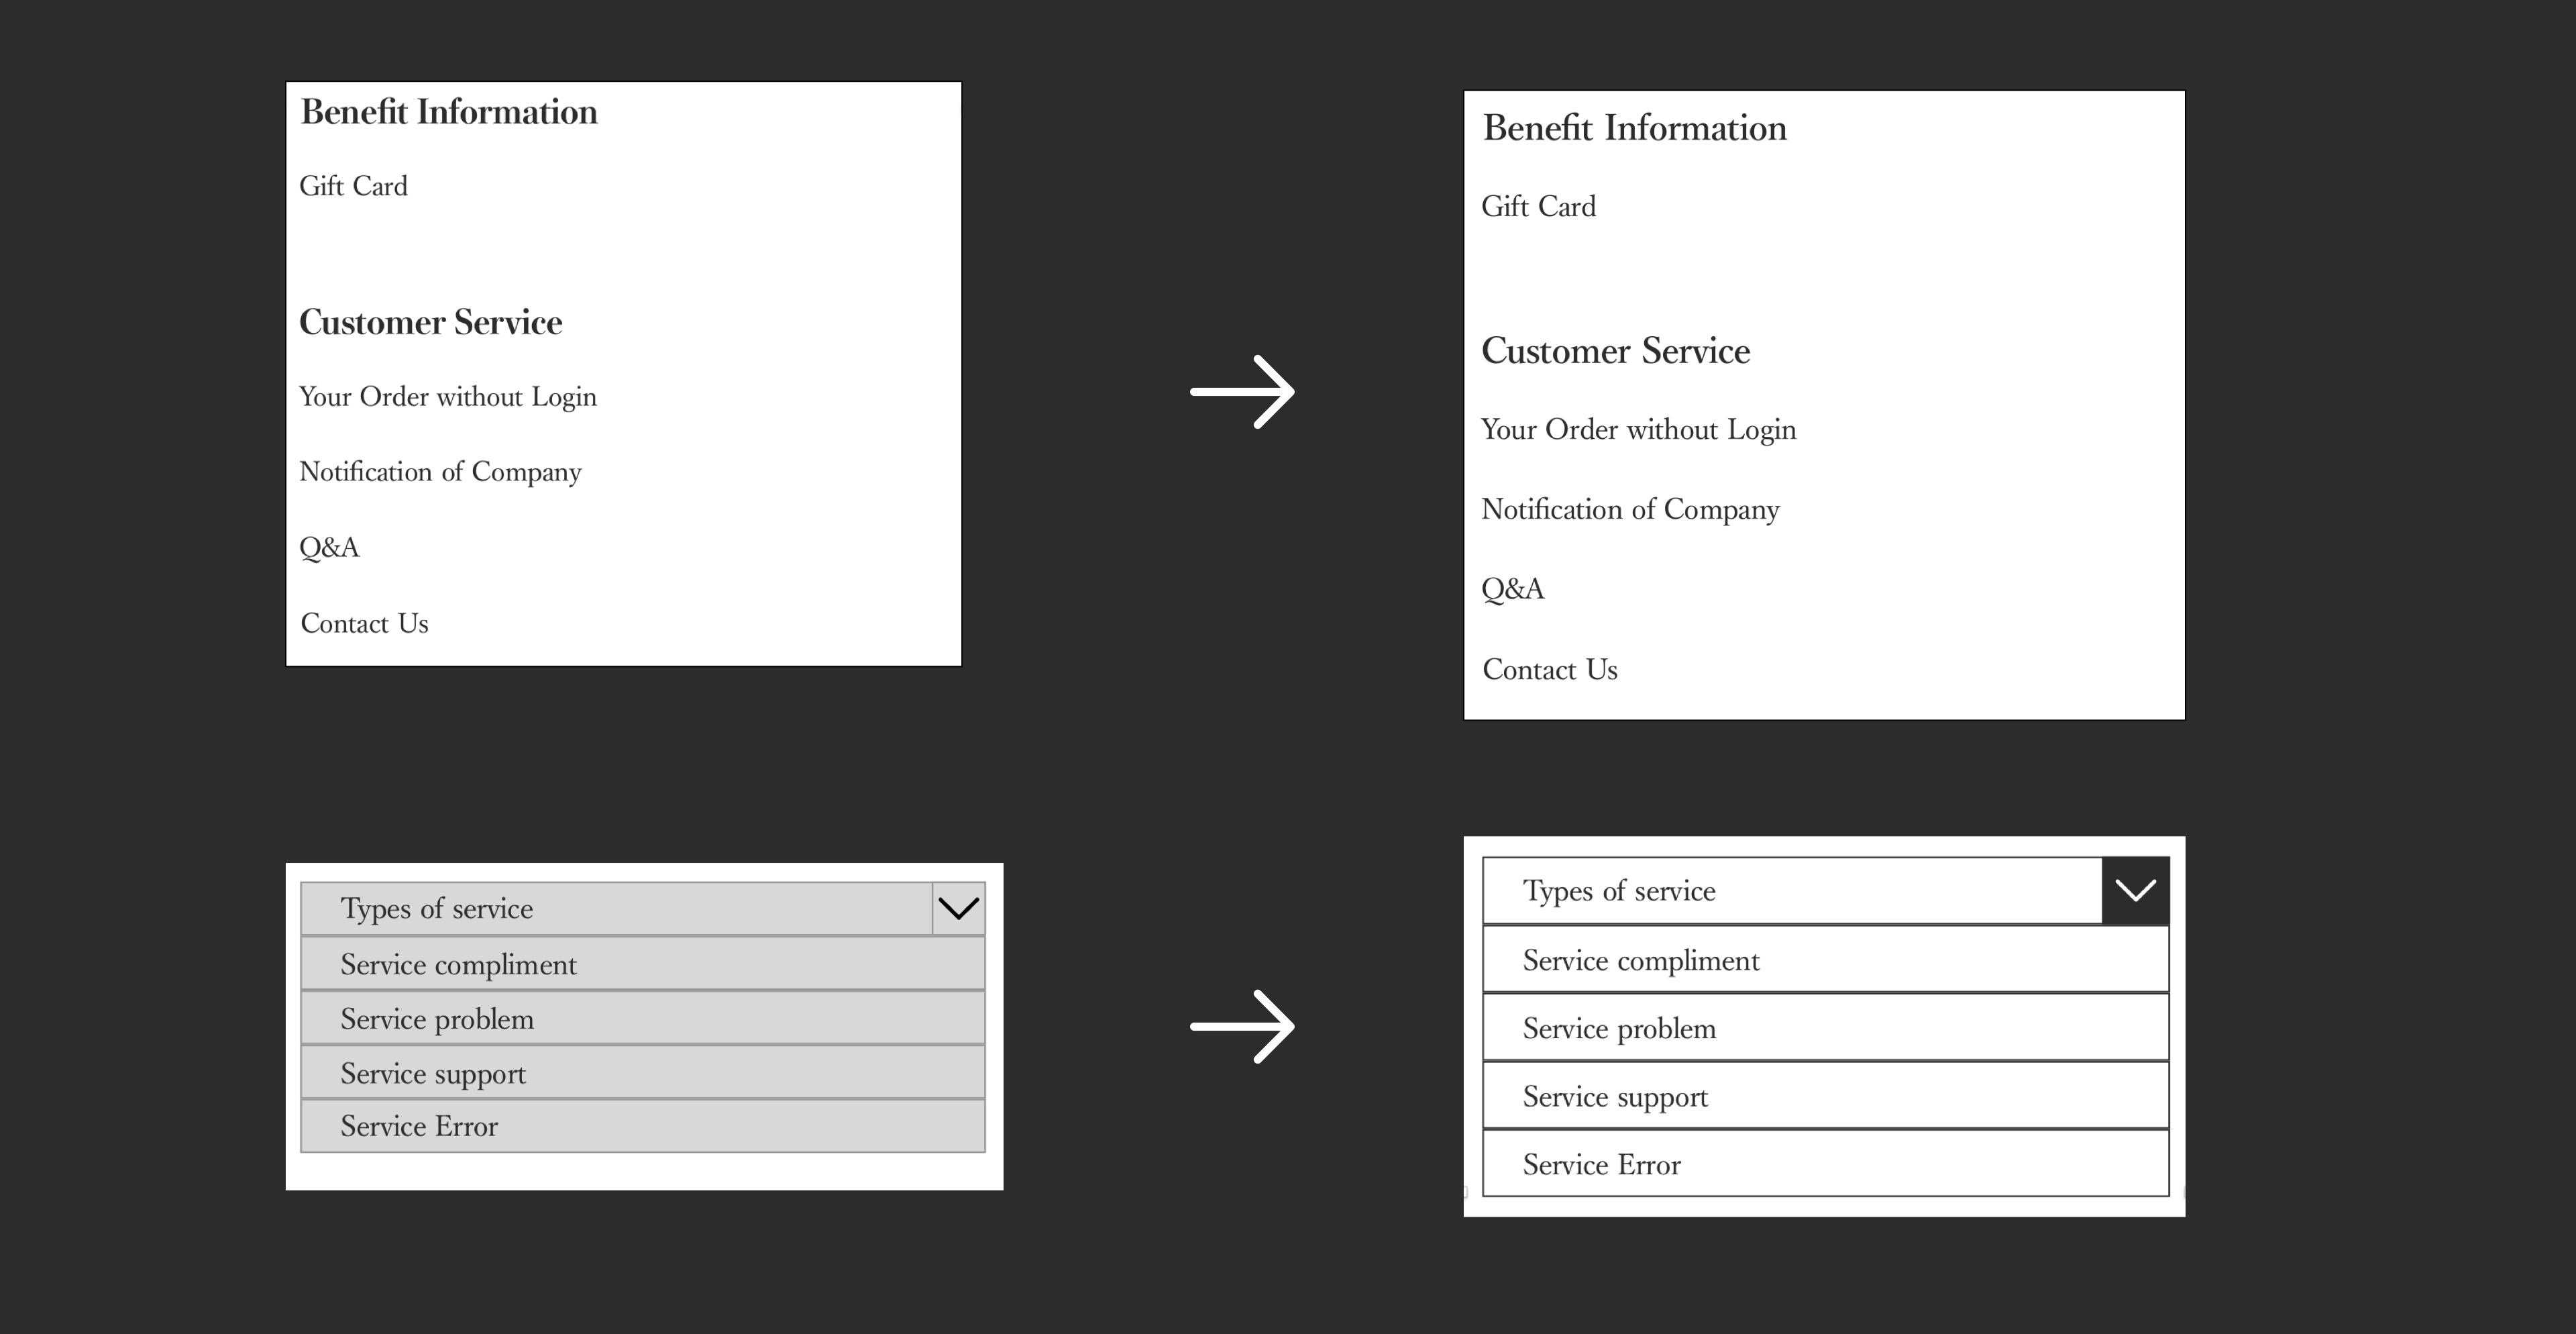 Benefit Information
Gift Card
Customer Service
Your Order without Login
Notification of Company
Q&A
Contact Us
Benefit Information
Gift Card
Customer Service
Your Order without Login
Notification of Company
Q&A
Contact Us
Types of service
Service compliment
Service problem
Service support
Service Error
Types of service
Service compliment
Service problem
Service support
Service Error